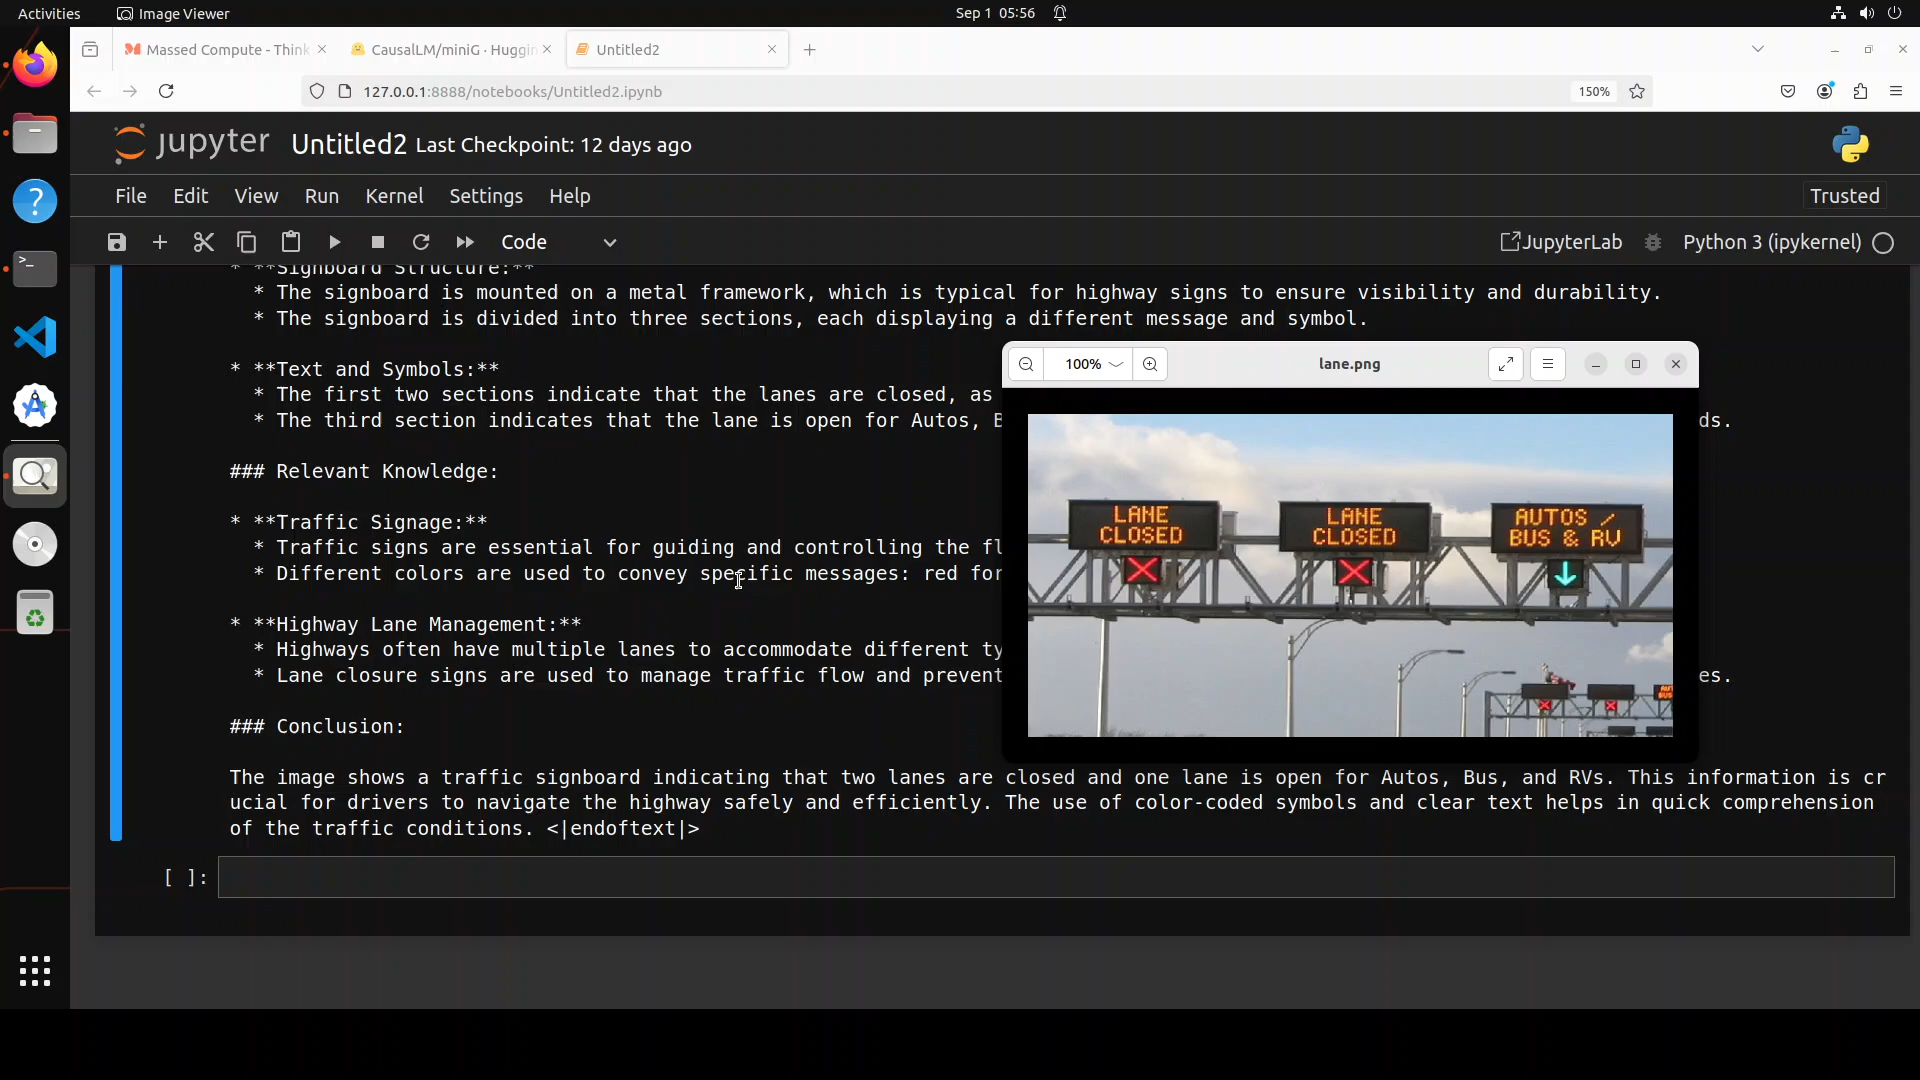 Activities
Image Viewer
Sep 1 05:56
Massed Compute - Think
CausalLM/miniG · Huggin
Untitled2
127.0.0.1:8888/notebooks/Untitled2.ipynb
150%
jupyter Untitled2 Last Checkpoint: 12 days ago
File Edit View Run Kernel Settings Help
Trusted
Code
JupyterLab
Python 3 (ipykernel)
* **Signboard Structure:**
* The signboard is mounted on a metal framework, which is typical for highway signs to ensure visibility and durability.
* The signboard is divided into three sections, each displaying a different message and symbol.
* **Text and Symbols:**
* The first two sections indicate that the lanes are closed, as
* The third section indicates that the lane is open for Autos, B
ds.
### Relevant Knowledge:
* **Traffic Signage:**
* Traffic signs are essential for guiding and controlling the fl
* Different colors are used to convey specific messages: red for
* **Highway Lane Management:**
* Highways often have multiple lanes to accommodate different ty
* Lane closure signs are used to manage traffic flow and prevent
es.
### Conclusion:
The image shows a traffic signboard indicating that two lanes are closed and one lane is open for Autos, Bus, and RVs. This information is cr
ucial for drivers to navigate the highway safely and efficiently. The use of color-coded symbols and clear text helps in quick comprehension
of the traffic conditions. <|endoftext|>
[ ]:
100%
lane.png
LANE
CLOSED
LANE
CLOSED
AUTOS /
BUS & RV